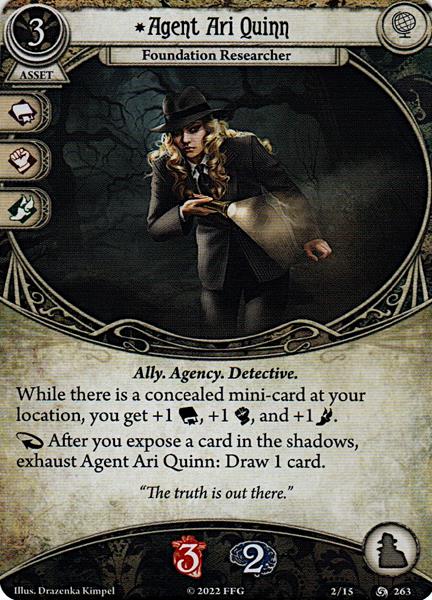 3
Agent Ari Quinn
Foundation Researcher
ASSET
Ally. Agency. Detective.
While there is a concealed mini-card at your
location, you get +1 , +1 , and +1 .
After you expose a card in the shadows,
exhaust Agent Ari Quinn: Draw 1 card.
“The truth is out there.”
3 2
Illus. Drazenka Kimpel © 2022 FFG 2/15 263